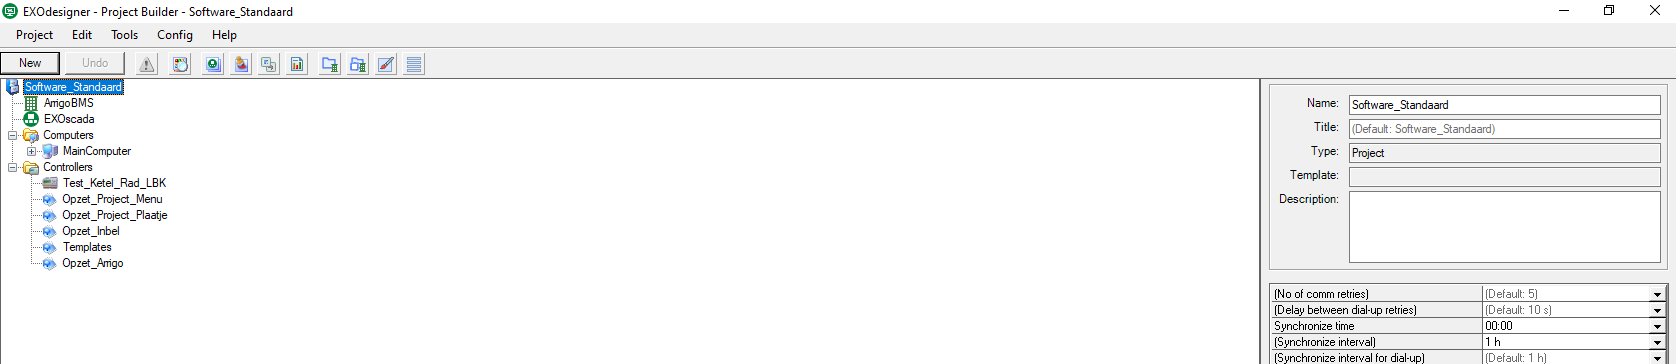 EXOdesigner - Project Builder - Software_Standaard
Project Edit Tools Config Help
New Undo
Software_Standaard
ArrigoBMS
EXOscada
Computers
MainComputer
Controllers
Test_Ketel_Rad_LBK
Opzet_Project_Menu
Opzet_Project_Plaatje
Opzet_Inbel
Templates
Opzet_Arrigo
Name: Software_Standaard
Title: (Default: Software_Standaard)
Type: Project
Template:
Description:
(No of comm retries) (Default: 5)
(Delay between dial-up retries) (Default: 10 s)
Synchronize time 00:00
(Synchronize interval) 1 h
(Synchronize interval for dial-up) (Default: 1 h)